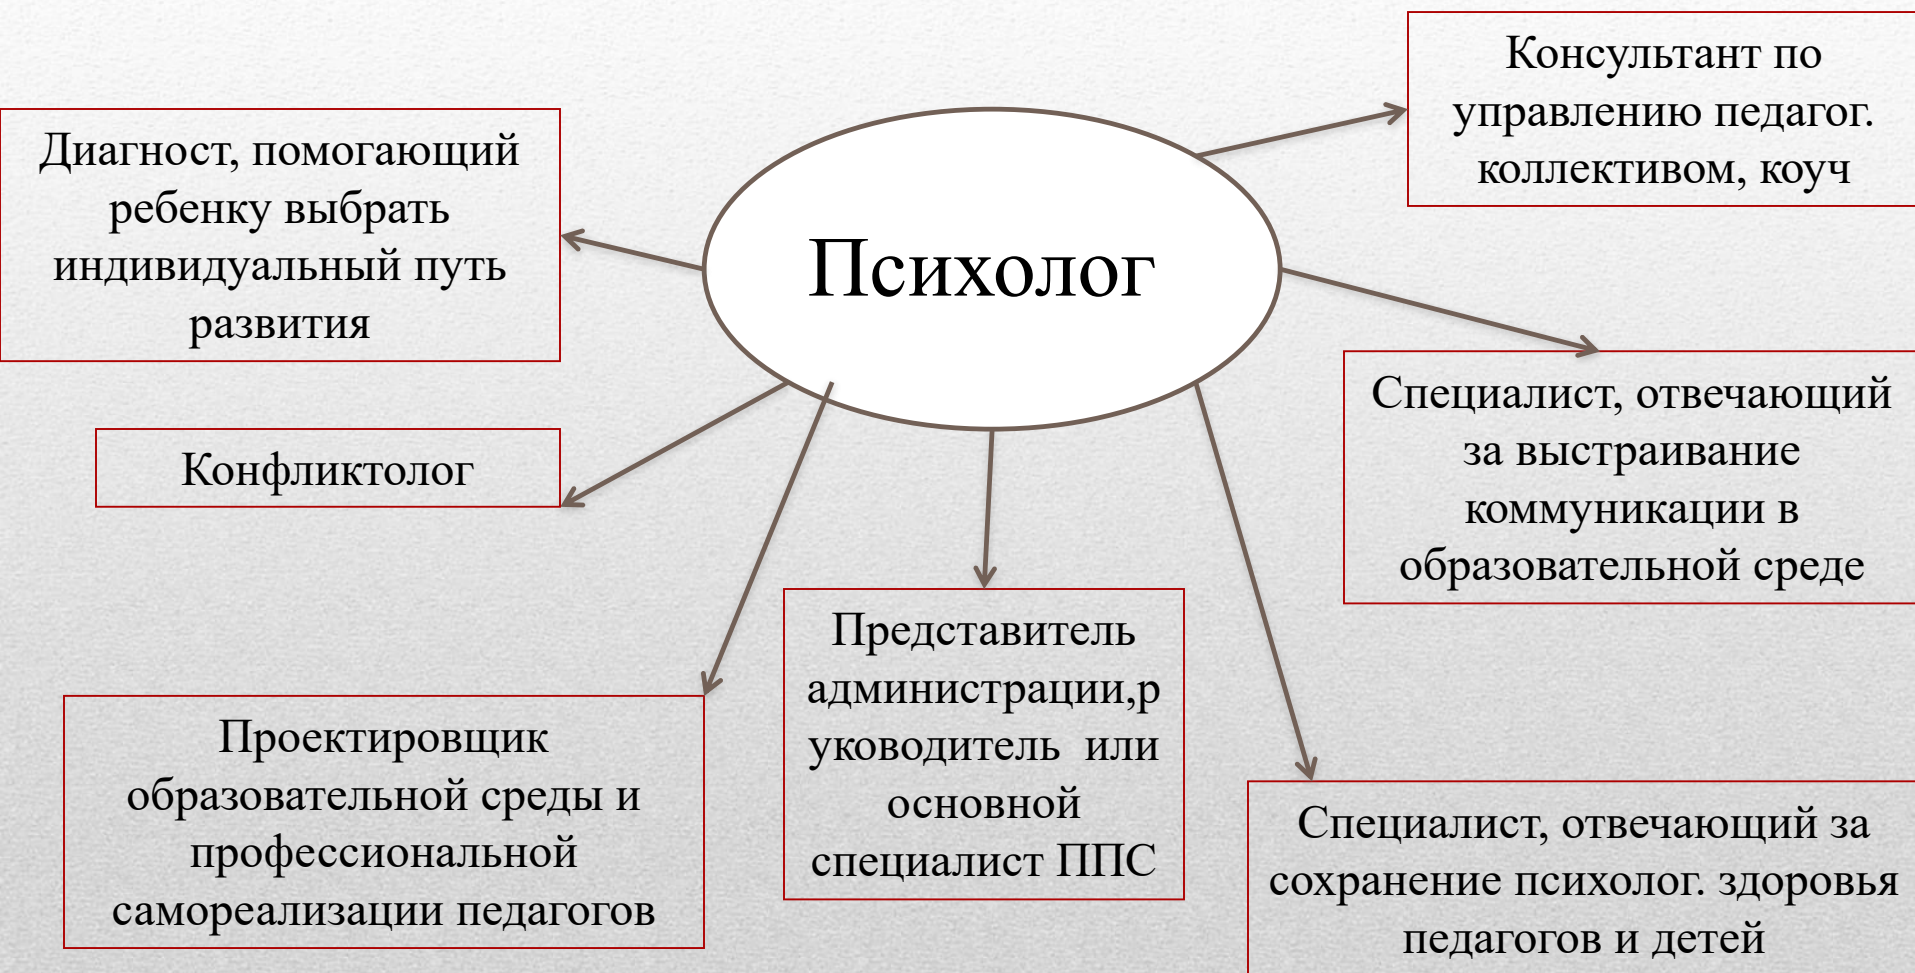 Консультант по
управлению педагог.
коллективом, коуч
Диагност, помогающий
ребенку выбрать
индивидуальный путь
развития
Психолог
Специалист, отвечающий
за выстраивание
коммуникации в
образовательной среде
Конфликтолог
Представитель
администрации,р
уководитель или
основной
специалист ППС
Проектировщик
образовательной среды и
профессиональной
самореализации педагогов
Специалист, отвечающий за
сохранение психолог. здоровья
педагогов и детей